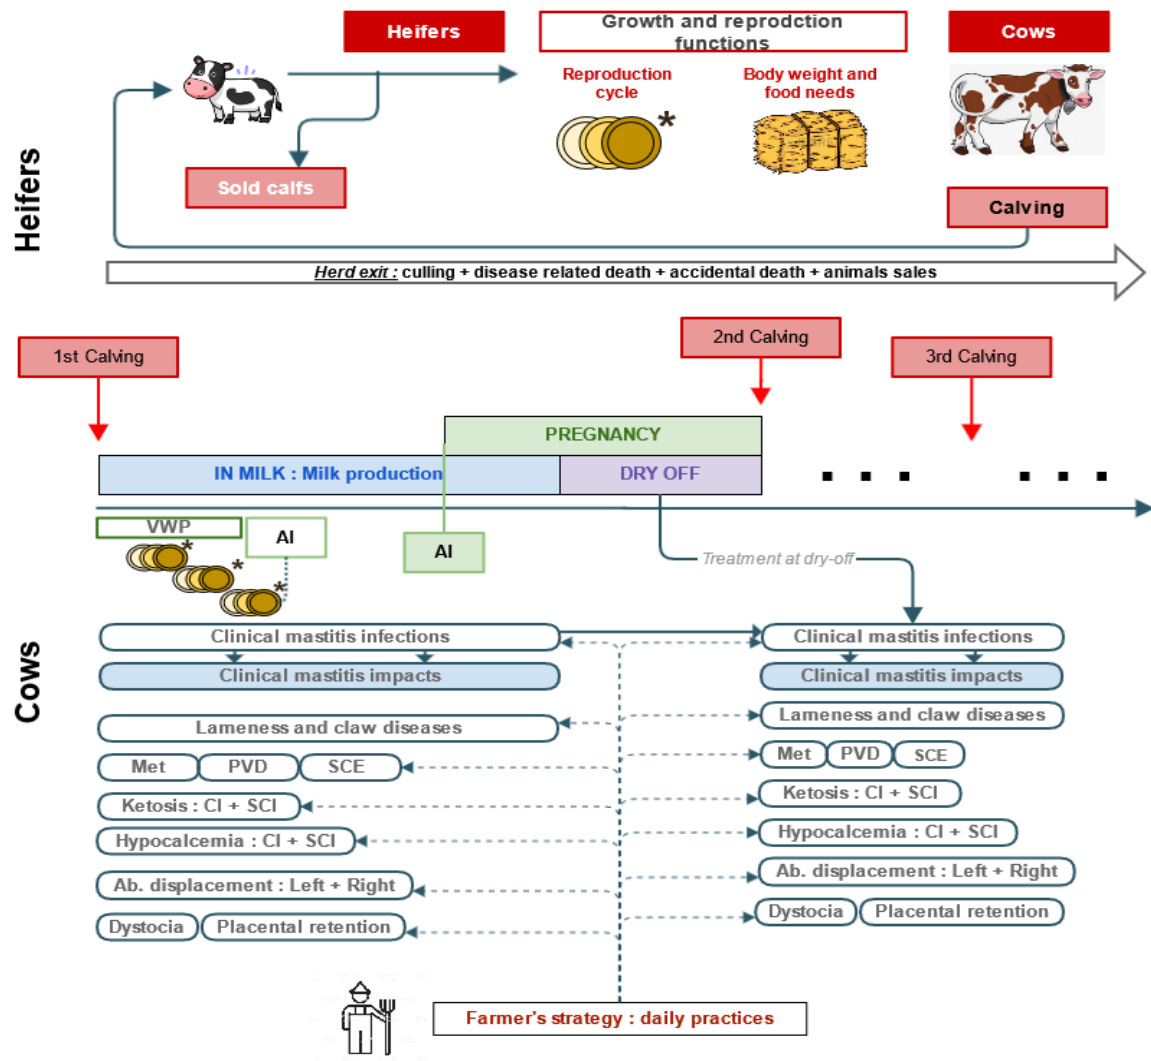 Heifers
Growth and reprodction
functions
Cows
Reproduction
cycle
*
Body weight and
food needs
Sold calfs
Calving
Heifers
Herd exit : culling + disease related death + accidental death + animals sales
1st Calving
2nd Calving
3rd Calving
PREGNANCY
IN MILK : Milk production
DRY OFF
VWP
AI
AI
*
*
*
Treatment at dry-off
Clinical mastitis infections
Clinical mastitis infections
Clinical mastitis impacts
Clinical mastitis impacts
Cows
Lameness and claw diseases
Lameness and claw diseases
Met
PVD
SCE
Met
PVD
SCE
Ketosis : CI + SCI
Ketosis : CI + SCI
Hypocalcemia : CI + SCI
Hypocalcemia : CI + SCI
Ab. displacement : Left + Right
Ab. displacement : Left + Right
Dystocia
Placental retention
Dystocia
Placental retention
Farmer's strategy : daily practices